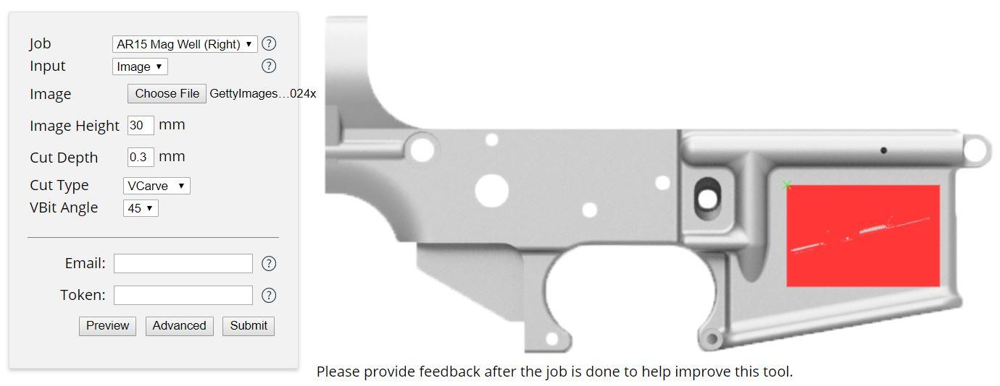 Job AR15 Mag Well (Right) ▼ ?
Input Image ▼ ?
Image Choose File GettyImages…024x
Image Height 30 mm
Cut Depth 0.3 mm
Cut Type VCarve ▼
VBit Angle 45 ▼
Email: ?
Token: ?
Preview Advanced Submit
Please provide feedback after the job is done to help improve this tool.